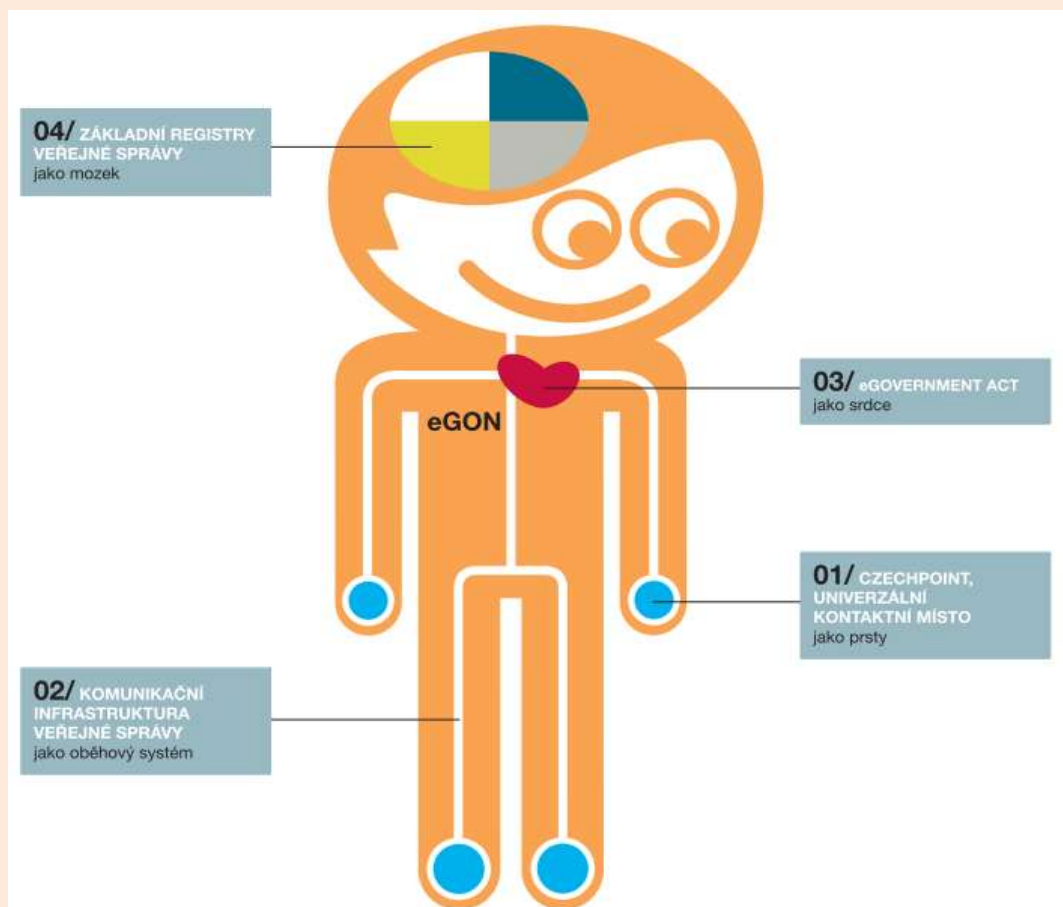 04/ ZÁKLADNÍ REGISTRY
VEŘEJNÉ SPRÁVY
jako mozek
03/ eGOVERNMENT ACT
jako srdce
eGON
01/ CZECHPOINT,
UNIVERZÁLNÍ
KONTAKTNÍ MÍSTO
jako prsty
02/ KOMUNIKAČNÍ
INFRASTRUKTURA
VEŘEJNÉ SPRÁVY
jako oběhový systém